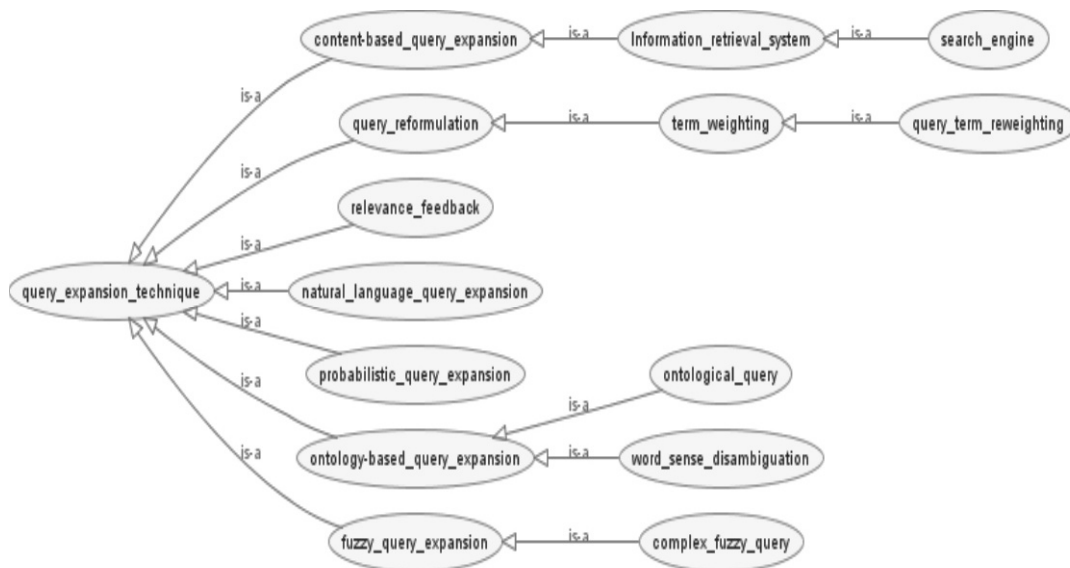 content-based_query_expansion
is-a
Information_retrieval_system
is-a
search_engine
is-a
query_reformulation
is-a
term_weighting
is-a
query_term_reweighting
is-a
relevance_feedback
is-a
query_expansion_technique
is-a
natural_language_query_expansion
is-a
probabilistic_query_expansion
is-a
ontological_query
is-a
is-a
ontology-based_query_expansion
is-a
word_sense_disambiguation
is-a
fuzzy_query_expansion
is-a
complex_fuzzy_query